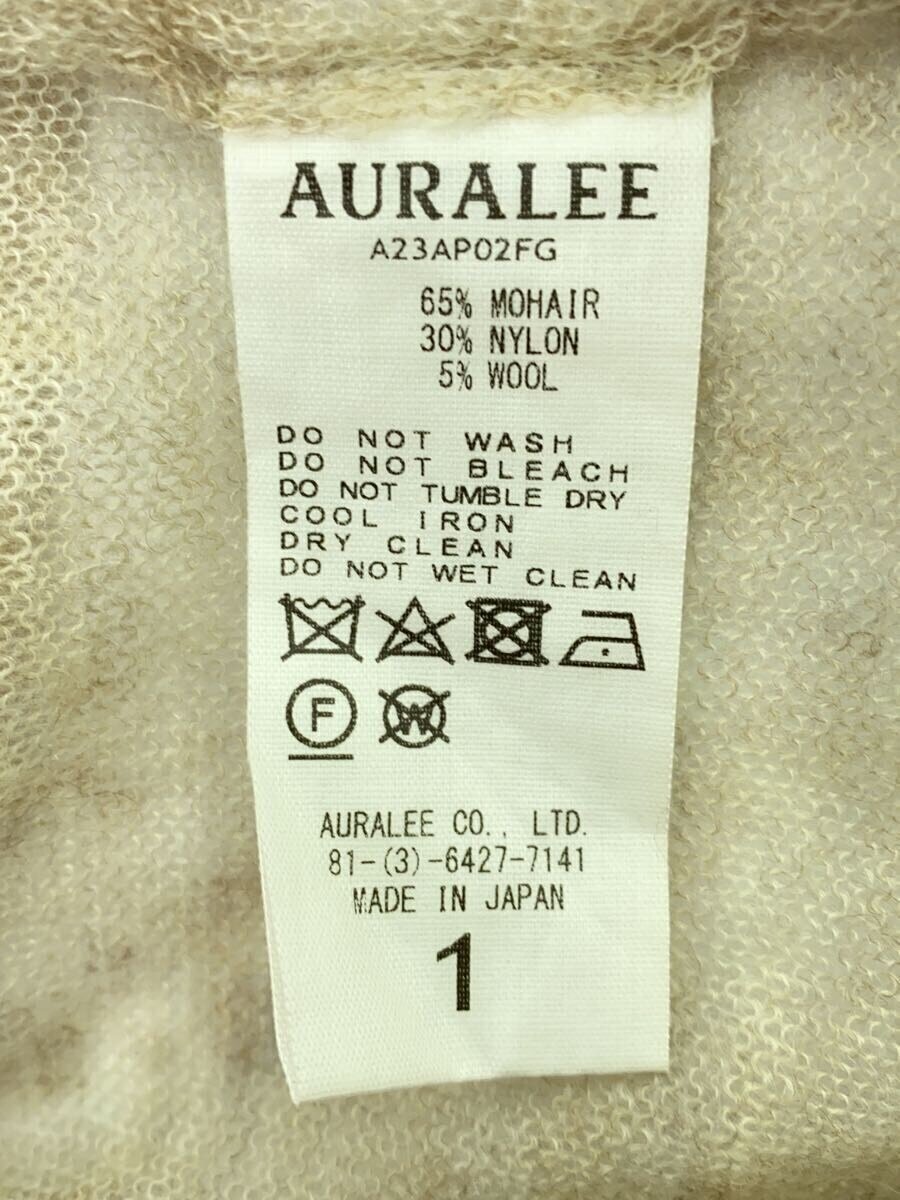 AURALEE
A23AP02FG
65% MOHAIR
30% NYLON
5% WOOL
DO NOT WASH
DO NOT BLEACH
DO NOT TUMBLE DRY
COOL IRON
DRY CLEAN
DO NOT WET CLEAN
F W
AURALEE CO., LTD.
81-(3)-6427-7141
MADE IN JAPAN
1